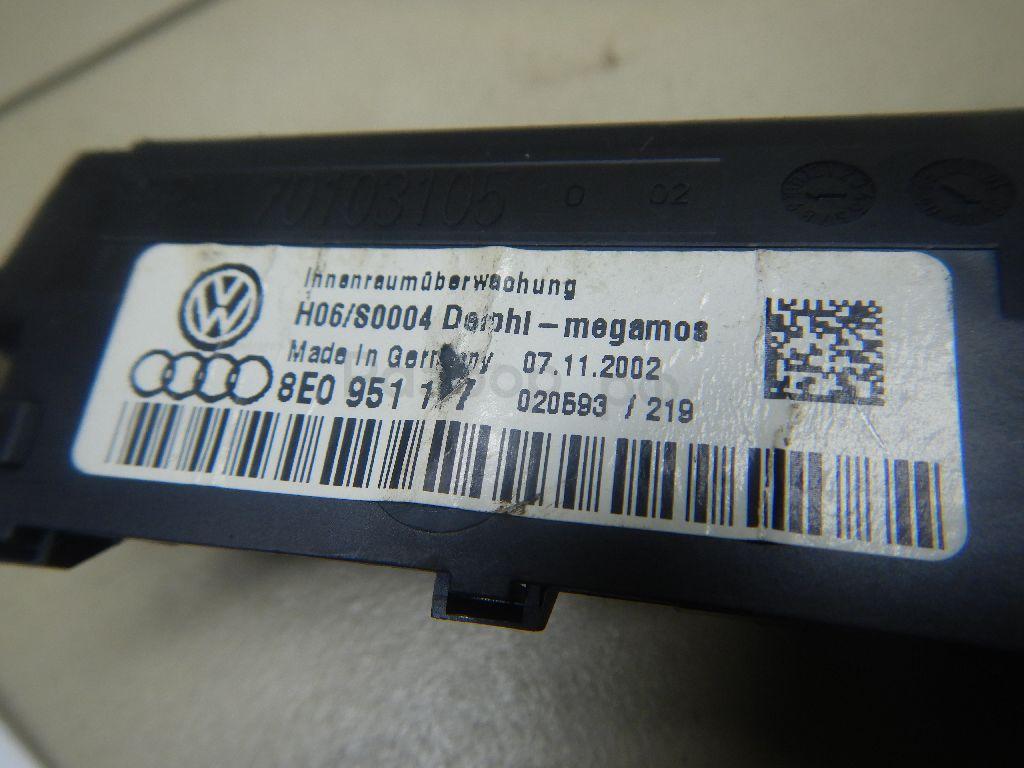 70103105 0 02
Innenraumüberwachung
H06/S0004 Delphi-megamos
Made in Germany 07.11.2002
8E0 951 177 020593 / 219